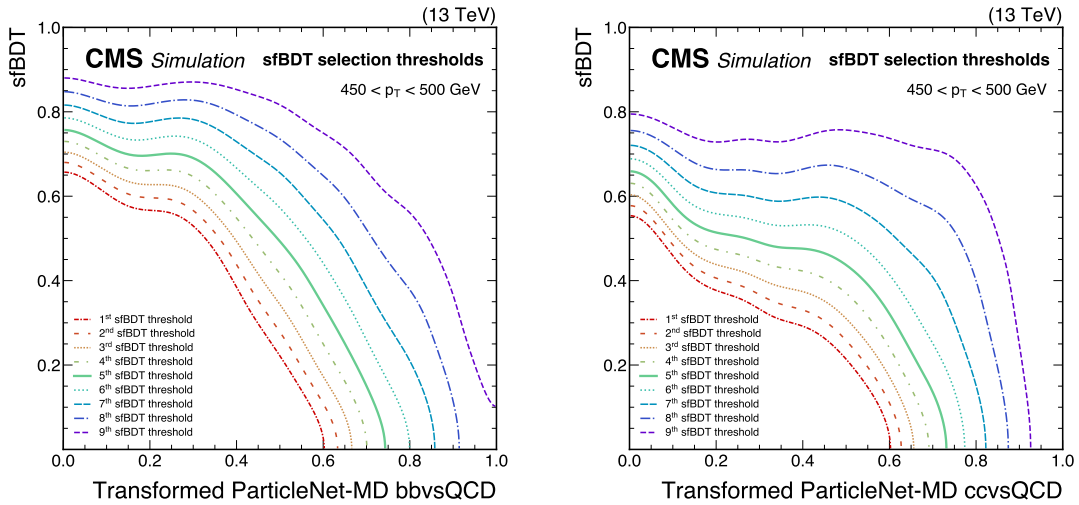 (13 TeV)
CMS Simulation sfBDT selection thresholds
450 < pT < 500 GeV
sfBDT
1.0
0.8
0.6
0.4
0.2
1st sfBDT threshold
2nd sfBDT threshold
3rd sfBDT threshold
4th sfBDT threshold
5th sfBDT threshold
6th sfBDT threshold
7th sfBDT threshold
8th sfBDT threshold
9th sfBDT threshold
0.0 0.2 0.4 0.6 0.8 1.0
Transformed ParticleNet-MD bbvsQCD
(13 TeV)
CMS Simulation sfBDT selection thresholds
450 < pT < 500 GeV
sfBDT
1.0
0.8
0.6
0.4
0.2
1st sfBDT threshold
2nd sfBDT threshold
3rd sfBDT threshold
4th sfBDT threshold
5th sfBDT threshold
6th sfBDT threshold
7th sfBDT threshold
8th sfBDT threshold
9th sfBDT threshold
0.0 0.2 0.4 0.6 0.8 1.0
Transformed ParticleNet-MD ccvsQCD